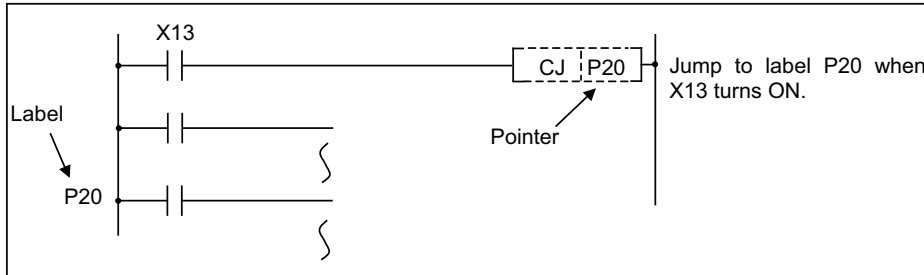 X13
CJ P20
Jump to label P20 when
X13 turns ON.
Label
Pointer
P20